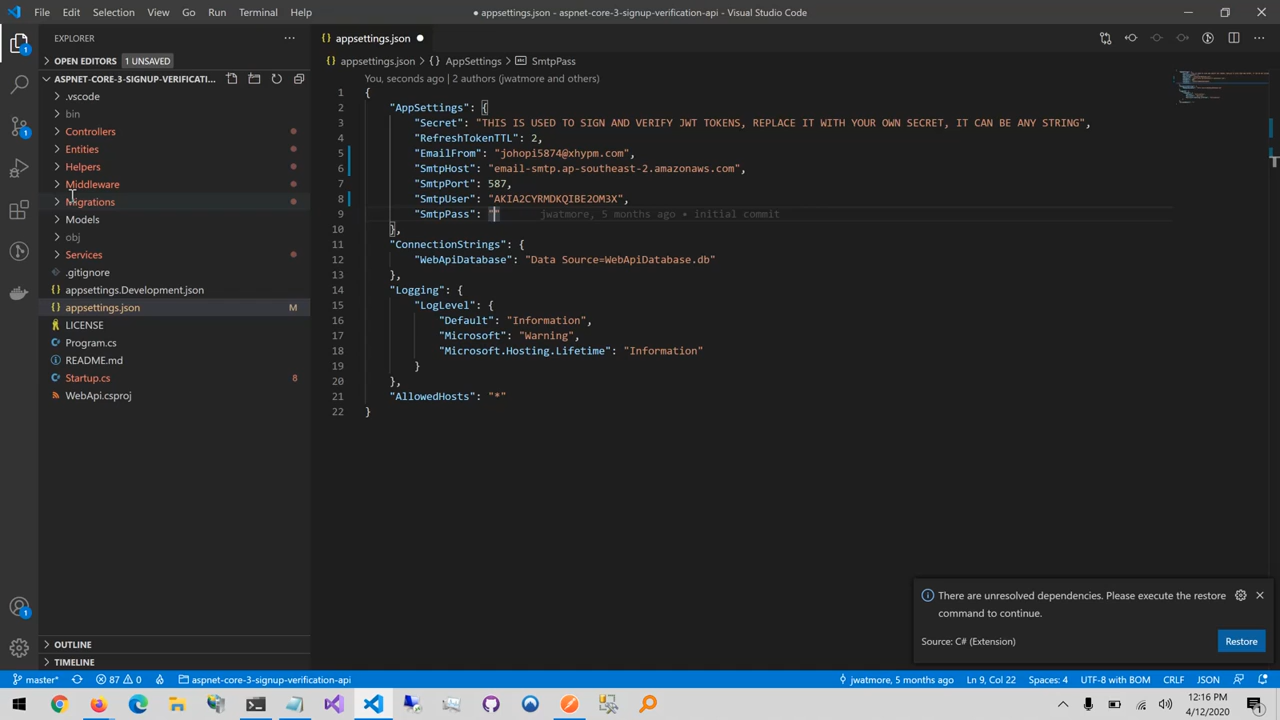 File Edit Selection View Go Run Terminal Help
● appsettings.json - aspnet-core-3-signup-verification-api - Visual Studio Code
EXPLORER
OPEN EDITORS 1 UNSAVED
ASPNET-CORE-3-SIGNUP-VERIFICATI...
.vscode
bin
Controllers
Entities
Helpers
Middleware
Migrations
Models
obj
Services
.gitignore
appsettings.Development.json
appsettings.json M
LICENSE
Program.cs
README.md
Startup.cs 8
WebApi.csproj
OUTLINE
TIMELINE
appsettings.json ●
appsettings.json > {} AppSettings > SmtpPass
You, seconds ago | 2 authors (jwatmore and others)
1 {
2 "AppSettings": {
3 "Secret": "THIS IS USED TO SIGN AND VERIFY JWT TOKENS, REPLACE IT WITH YOUR OWN SECRET, IT CAN BE ANY STRING",
4 "RefreshTokenTTL": 2,
5 "EmailFrom": "johopi5874@xhypm.com",
6 "SmtpHost": "email-smtp.ap-southeast-2.amazonaws.com",
7 "SmtpPort": 587,
8 "SmtpUser": "AKIA2CYRMDKQIBE2OM3X",
9 "SmtpPass": "" jwatmore, 5 months ago • initial commit
10 },
11 "ConnectionStrings": {
12 "WebApiDatabase": "Data Source=WebApiDatabase.db"
13 },
14 "Logging": {
15 "LogLevel": {
16 "Default": "Information",
17 "Microsoft": "Warning",
18 "Microsoft.Hosting.Lifetime": "Information"
19 }
20 },
21 "AllowedHosts": "*"
22 }
There are unresolved dependencies. Please execute the restore
command to continue.
Source: C# (Extension) Restore
master* 87 0 aspnet-core-3-signup-verification-api jwatmore, 5 months ago Ln 9, Col 22 Spaces: 4 UTF-8 with BOM CRLF JSON
12:16 PM
4/12/2020